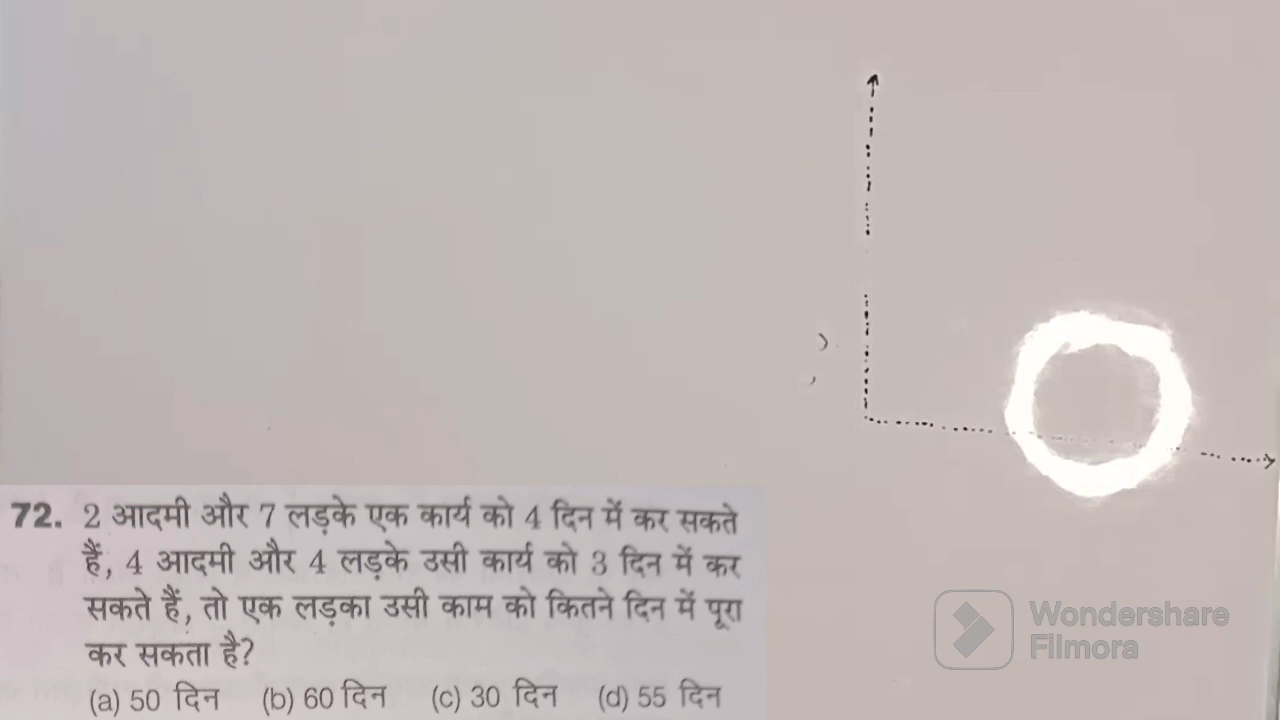 72. 2 आदमी और 7 लड़के एक कार्य को 4 दिन में कर सकते
हैं, 4 आदमी और 4 लड़के उसी कार्य को 3 दिन में कर
सकते हैं, तो एक लड़का उसी काम को कितने दिन में पूरा
कर सकता है?
(a) 50 दिन (b) 60 दिन (c) 30 दिन (d) 55 दिन
Wondershare
Filmora